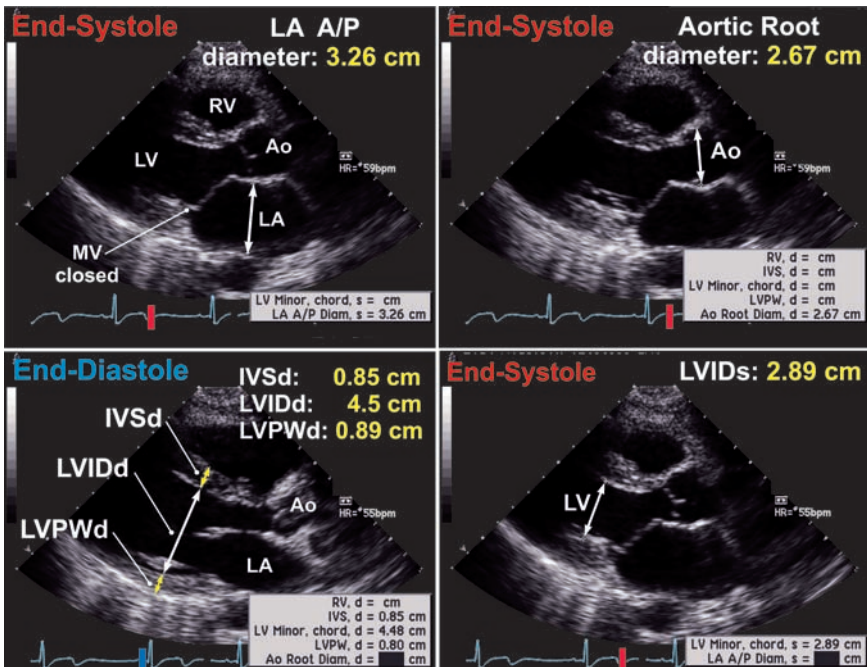 End-Systole
LA A/P
diameter: 3.26 cm
RV
Ao
LV
LA
MV
closed
HR= *59bpm
LV Minor, chord, s = cm
LA A/P Diam, s = 3.26 cm
End-Systole
Aortic Root
diameter: 2.67 cm
Ao
HR= *59bpm
RV, d = cm
IVS, d = cm
LV Minor, chord, d = cm
LVPW, d = cm
Ao Root Diam, d = 2.67 cm
End-Diastole
IVSd: 0.85 cm
LVIDd: 4.5 cm
LVPWd: 0.89 cm
IVSd
LVIDd
LVPWd
Ao
LA
HR= *55bpm
RV, d = cm
IVS, d = 0.85 cm
LV Minor, chord, d = 4.48 cm
LVPW, d = 0.80 cm
Ao Root Diam, d = cm
End-Systole
LVIDs: 2.89 cm
LV
HR= *55bpm
LV Minor, chord, s = 2.89 cm
LA A/P Diam, s = cm